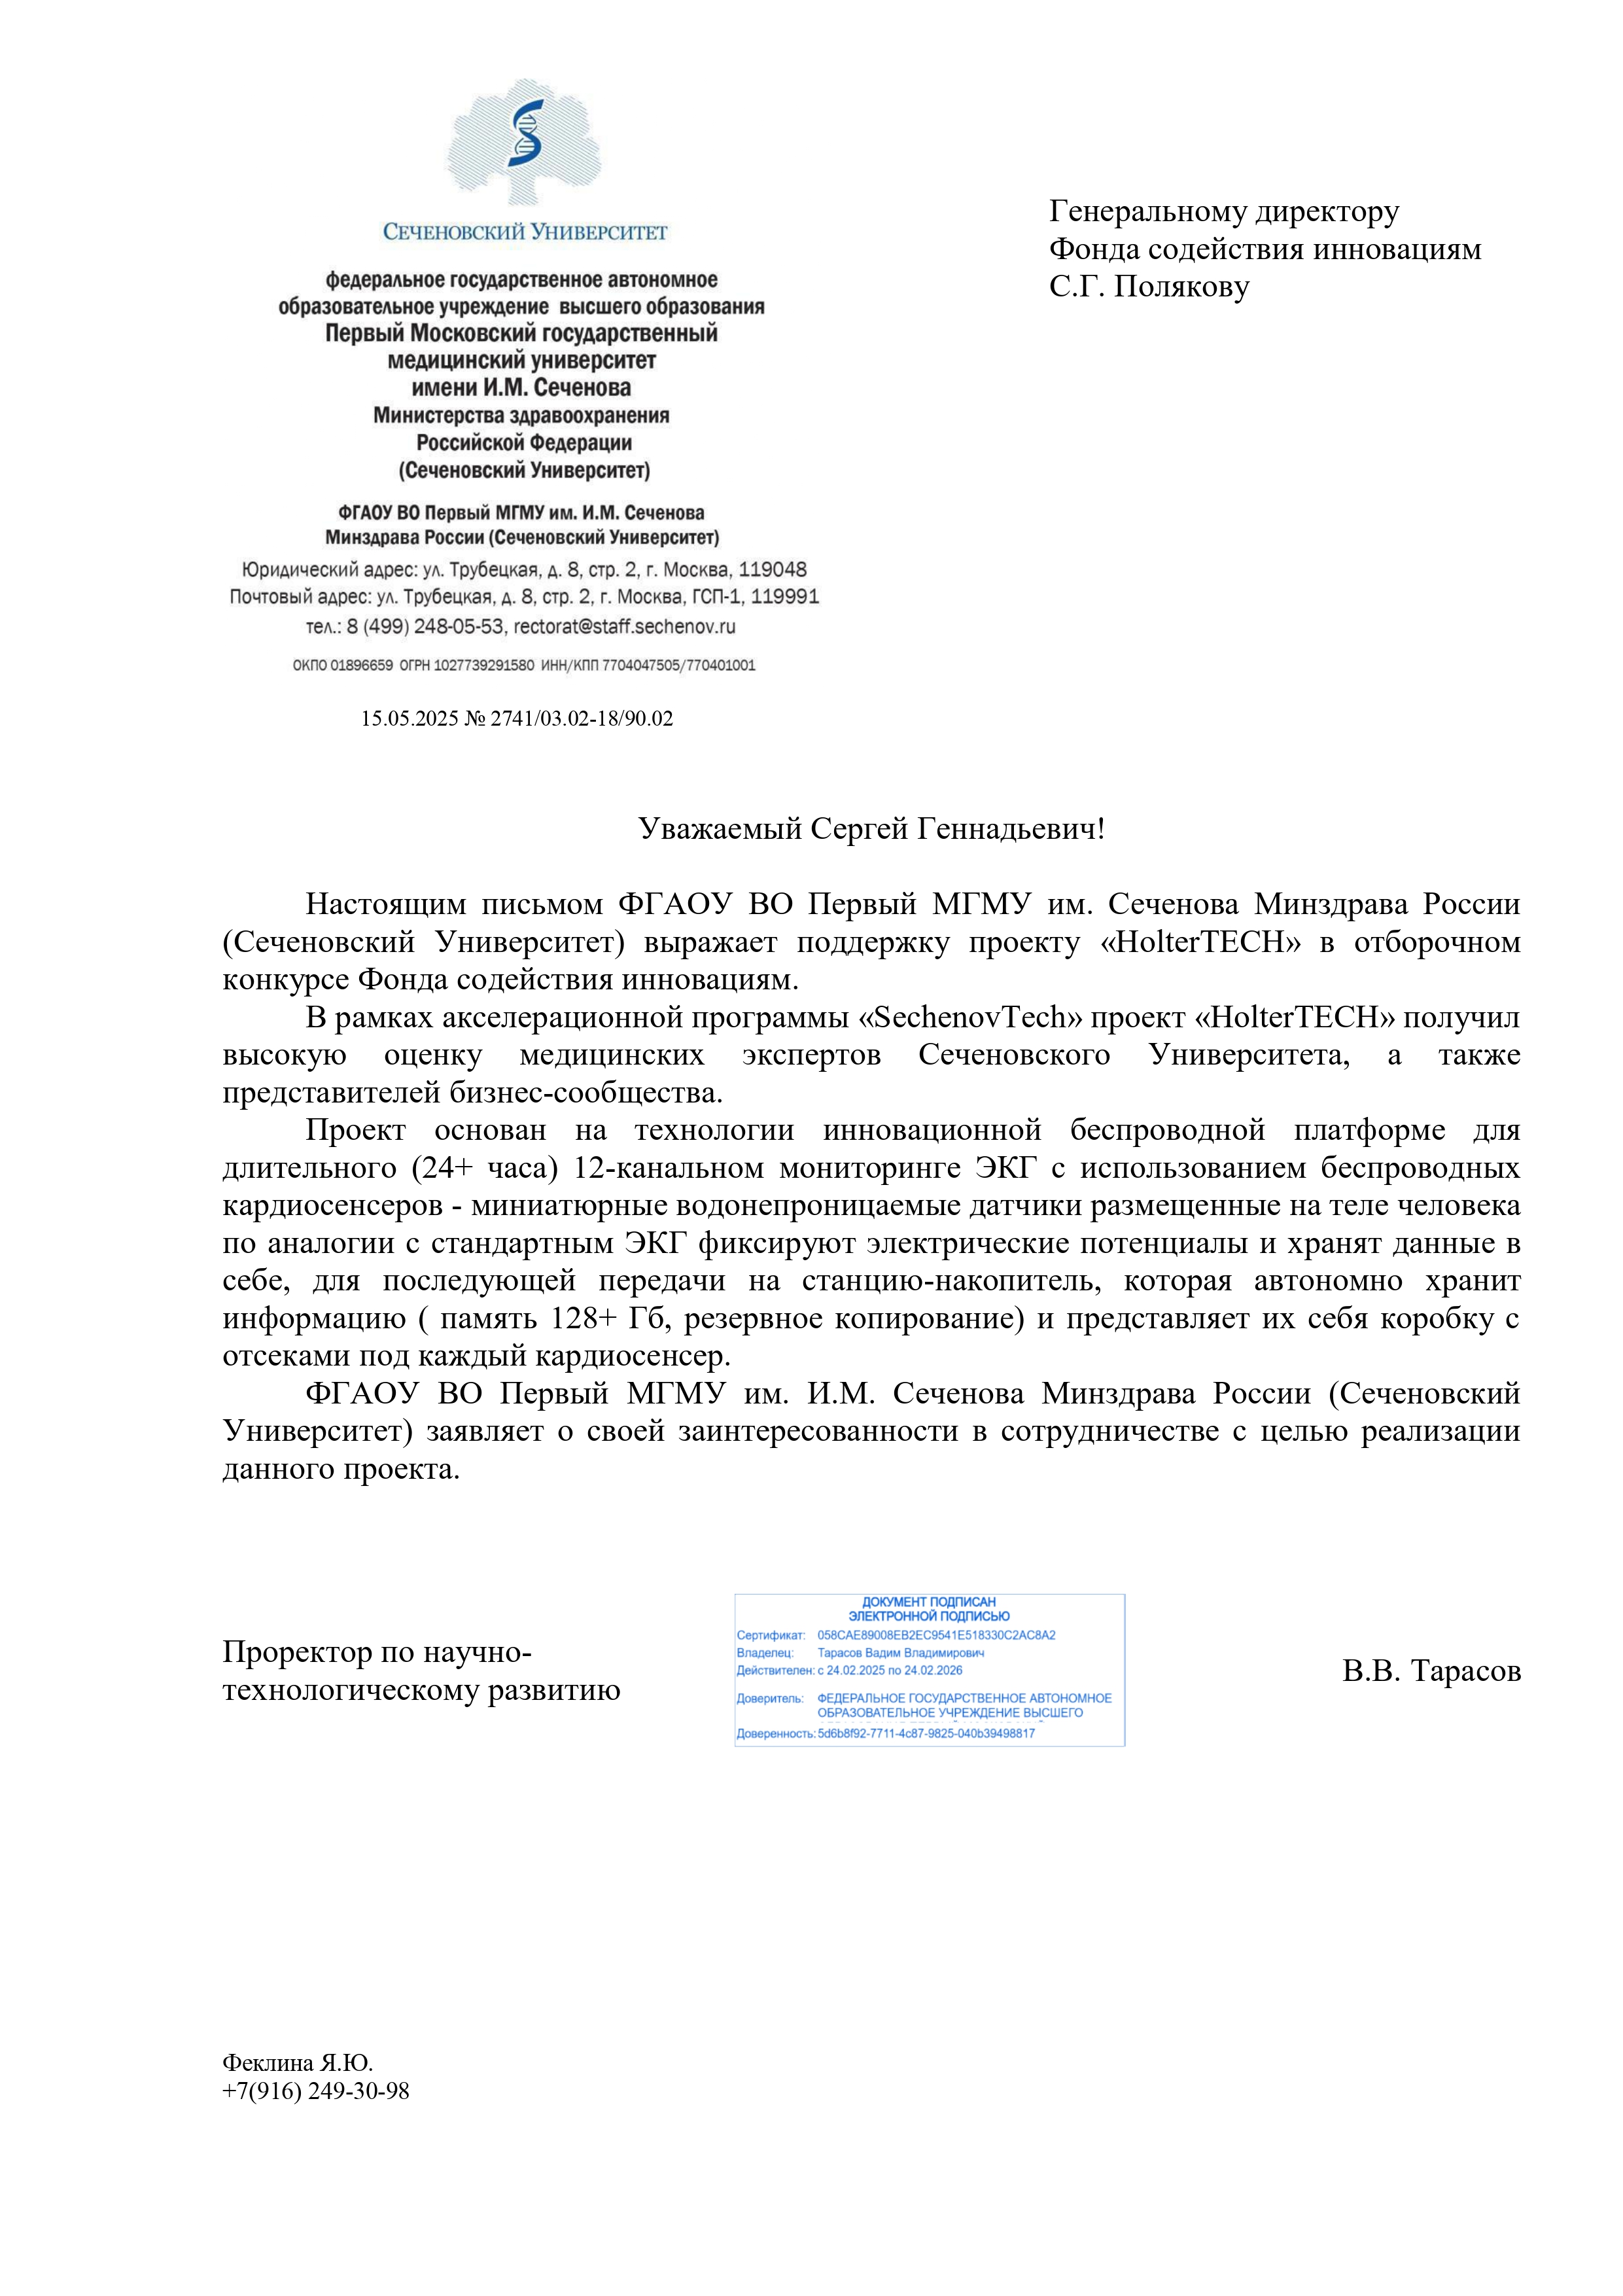 СЕЧЕНОВСКИЙ УНИВЕРСИТЕТ
федеральное государственное автономное
образовательное учреждение высшего образования
Первый Московский государственный
медицинский университет
имени И.М. Сеченова
Министерства здравоохранения
Российской Федерации
(Сеченовский Университет)
ФГАОУ ВО Первый МГМУ им. И.М. Сеченова
Минздрава России (Сеченовский Университет)
Юридический адрес: ул. Трубецкая, д. 8, стр. 2, г. Москва, 119048
Почтовый адрес: ул. Трубецкая, д. 8, стр. 2, г. Москва, ГСП-1, 119991
тел.: 8 (499) 248-05-53, rectorat@staff.sechenov.ru
ОКПО 01896659 ОГРН 1027739291580 ИНН/КПП 7704047505/770401001
15.05.2025 № 2741/03.02-18/90.02
Генеральному директору
Фонда содействия инновациям
С.Г. Полякову
Уважаемый Сергей Геннадьевич!
Настоящим письмом ФГАОУ ВО Первый МГМУ им. Сеченова Минздрава России
(Сеченовский Университет) выражает поддержку проекту «HolterTECH» в отборочном
конкурсе Фонда содействия инновациям.
В рамках акселерационной программы «SechenovTech» проект «HolterTECH» получил
высокую оценку медицинских экспертов Сеченовского Университета, а также
представителей бизнес-сообщества.
Проект основан на технологии инновационной беспроводной платформе для
длительного (24+ часа) 12-канальном мониторинге ЭКГ с использованием беспроводных
кардиосенсеров - миниатюрные водонепроницаемые датчики размещенные на теле человека
по аналогии с стандартным ЭКГ фиксируют электрические потенциалы и хранят данные в
себе, для последующей передачи на станцию-накопитель, которая автономно хранит
информацию ( память 128+ Гб, резервное копирование) и представляет их себя коробку с
отсеками под каждый кардиосенсер.
ФГАОУ ВО Первый МГМУ им. И.М. Сеченова Минздрава России (Сеченовский
Университет) заявляет о своей заинтересованности в сотрудничестве с целью реализации
данного проекта.
Проректор по научно-
технологическому развитию
ДОКУМЕНТ ПОДПИСАН
ЭЛЕКТРОННОЙ ПОДПИСЬЮ
Сертификат: 058CAE89008EB2EC9541E518330C2AC8A2
Владелец: Тарасов Вадим Владимирович
Действителен: с 24.02.2025 по 24.02.2026
Доверитель: ФЕДЕРАЛЬНОЕ ГОСУДАРСТВЕННОЕ АВТОНОМНОЕ
ОБРАЗОВАТЕЛЬНОЕ УЧРЕЖДЕНИЕ ВЫСШЕГО
Доверенность: 5d6b8f92-7711-4c87-9825-040b39498817
В.В. Тарасов
Феклина Я.Ю.
+7(916) 249-30-98